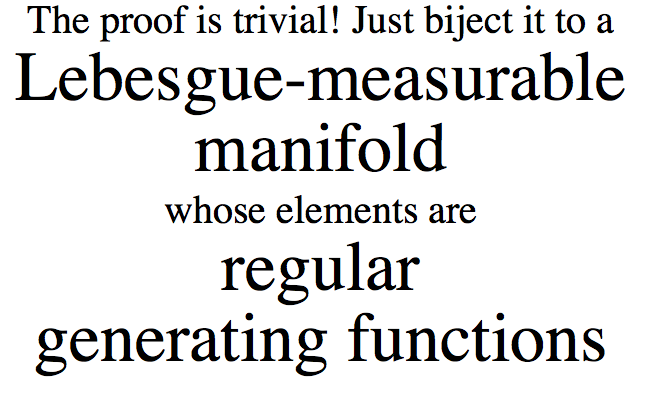 The proof is trivial! Just biject it to a
Lebesgue-measurable
manifold
whose elements are
regular
generating functions